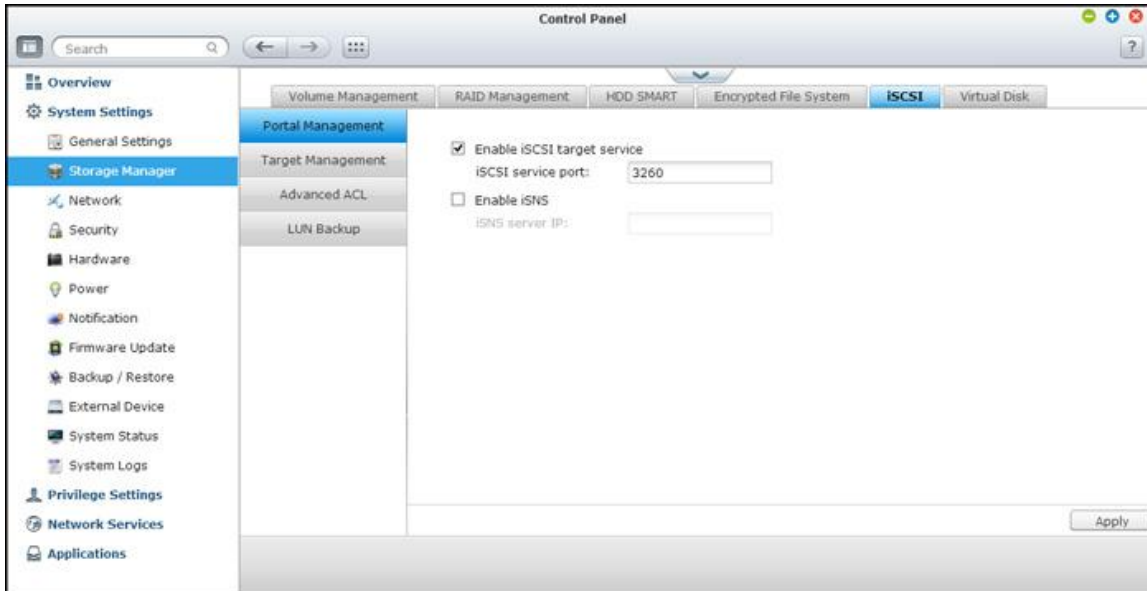 Control Panel
Search
?
Overview
System Settings
General Settings
Storage Manager
Network
Security
Hardware
Power
Notification
Firmware Update
Backup / Restore
External Device
System Status
System Logs
Privilege Settings
Network Services
Applications
Volume Management RAID Management HDD SMART Encrypted File System iSCSI Virtual Disk
Portal Management
Target Management
Advanced ACL
LUN Backup
Enable iSCSI target service
iSCSI service port: 3260
Enable iSNS
iSNS server IP:
Apply